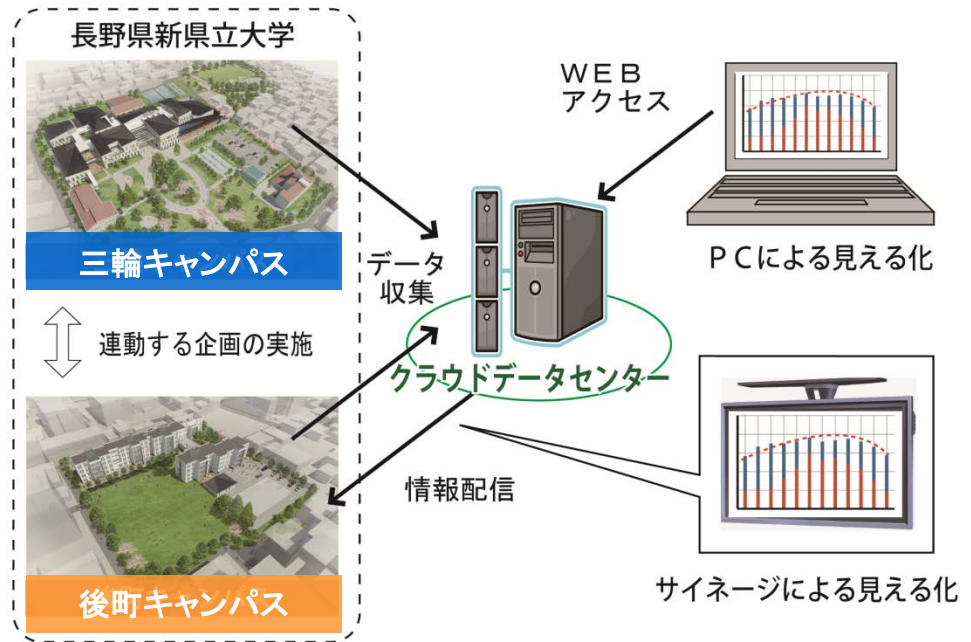 長野県新県立大学
三輪キャンパス
連動する企画の実施
後町キャンパス
データ
収集
クラウドデータセンター
情報配信
ＷＥＢ
アクセス
ＰＣによる見える化
サイネージによる見える化